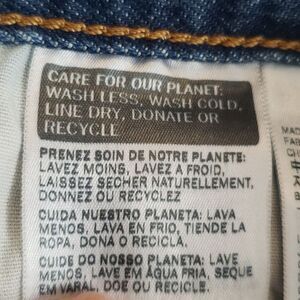 CARE FOR OUR PLANET:
WASH LESS, WASH COLD,
LINE DRY, DONATE OR
RECYCLE
PRENEZ SOIN DE NOTRE PLANETE:
LAVEZ MOINS, LAVEZ A FROID,
LAISSEZ SECHER NATURELLEMENT,
DONNEZ OU RECYCLEZ
CUIDA NUESTRO PLANETA: LAVA
MENOS, LAVA EN FRIO, TIENDE LA
ROPA, DONA O RECICLA.
CUIDE DO NOSSO PLANETA: LAVE
MENOS, LAVE EM ÁGUA FRIA, SEQUE
EM VARAL, DOE OU RECICLE.